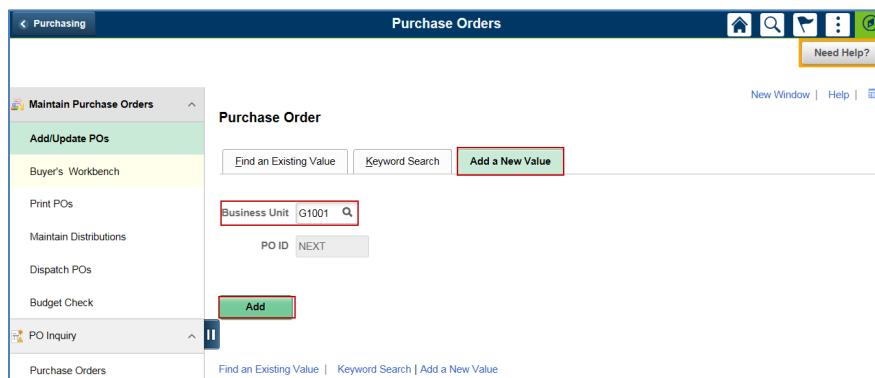 Purchasing
Purchase Orders
Need Help?
New Window | Help |
Maintain Purchase Orders
Add/Update POs
Buyer's Workbench
Print POs
Maintain Distributions
Dispatch POs
Budget Check
PO Inquiry
Purchase Orders
Purchase Order
Find an Existing Value
Keyword Search
Add a New Value
Business Unit G1001
PO ID NEXT
Add
Find an Existing Value | Keyword Search | Add a New Value